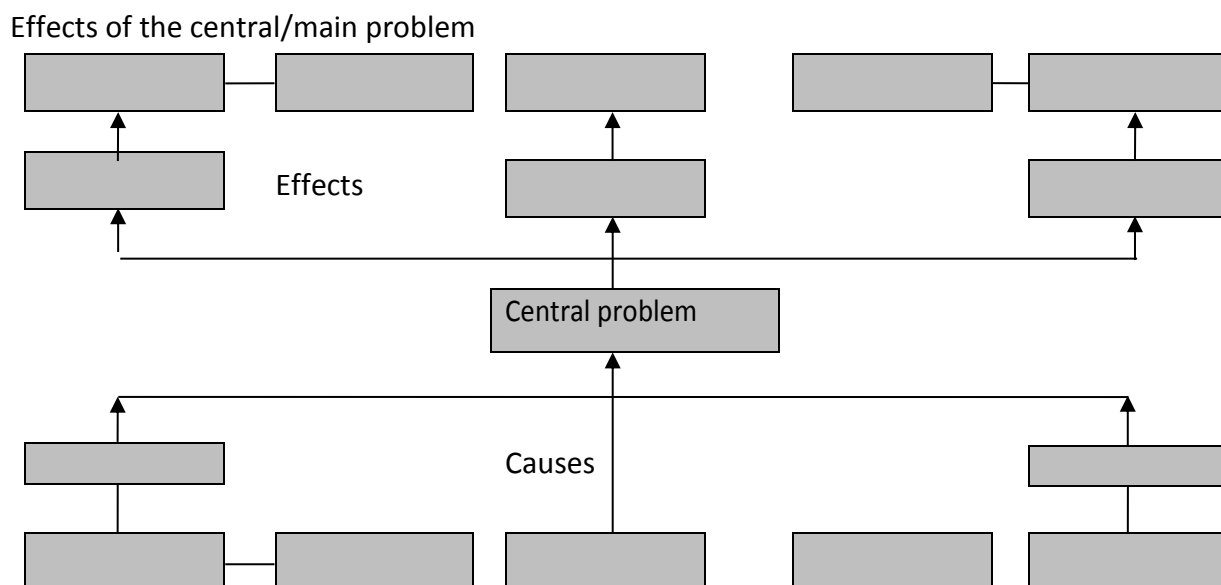 Effects of the central/main problem
Effects
Central problem
Causes